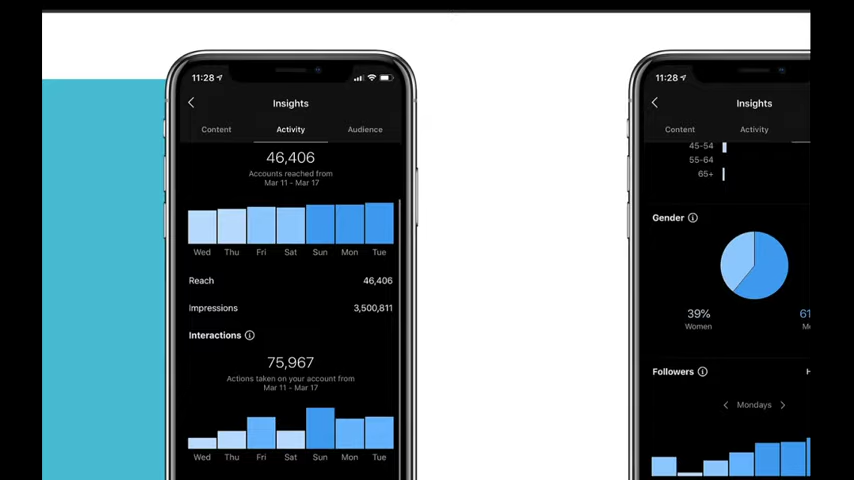 11:28
Insights
Content Activity Audience
46,406
Accounts reached from
Mar 11 - Mar 17
Wed Thu Fri Sat Sun Mon Tue
Reach 46,406
Impressions 3,500,811
Interactions
75,967
Actions taken on your account from
Mar 11 - Mar 17
Wed Thu Fri Sat Sun Mon Tue
11:28
Insights
Content Activity
45-54
55-64
65+
Gender
39% 61
Women
Followers
Mondays